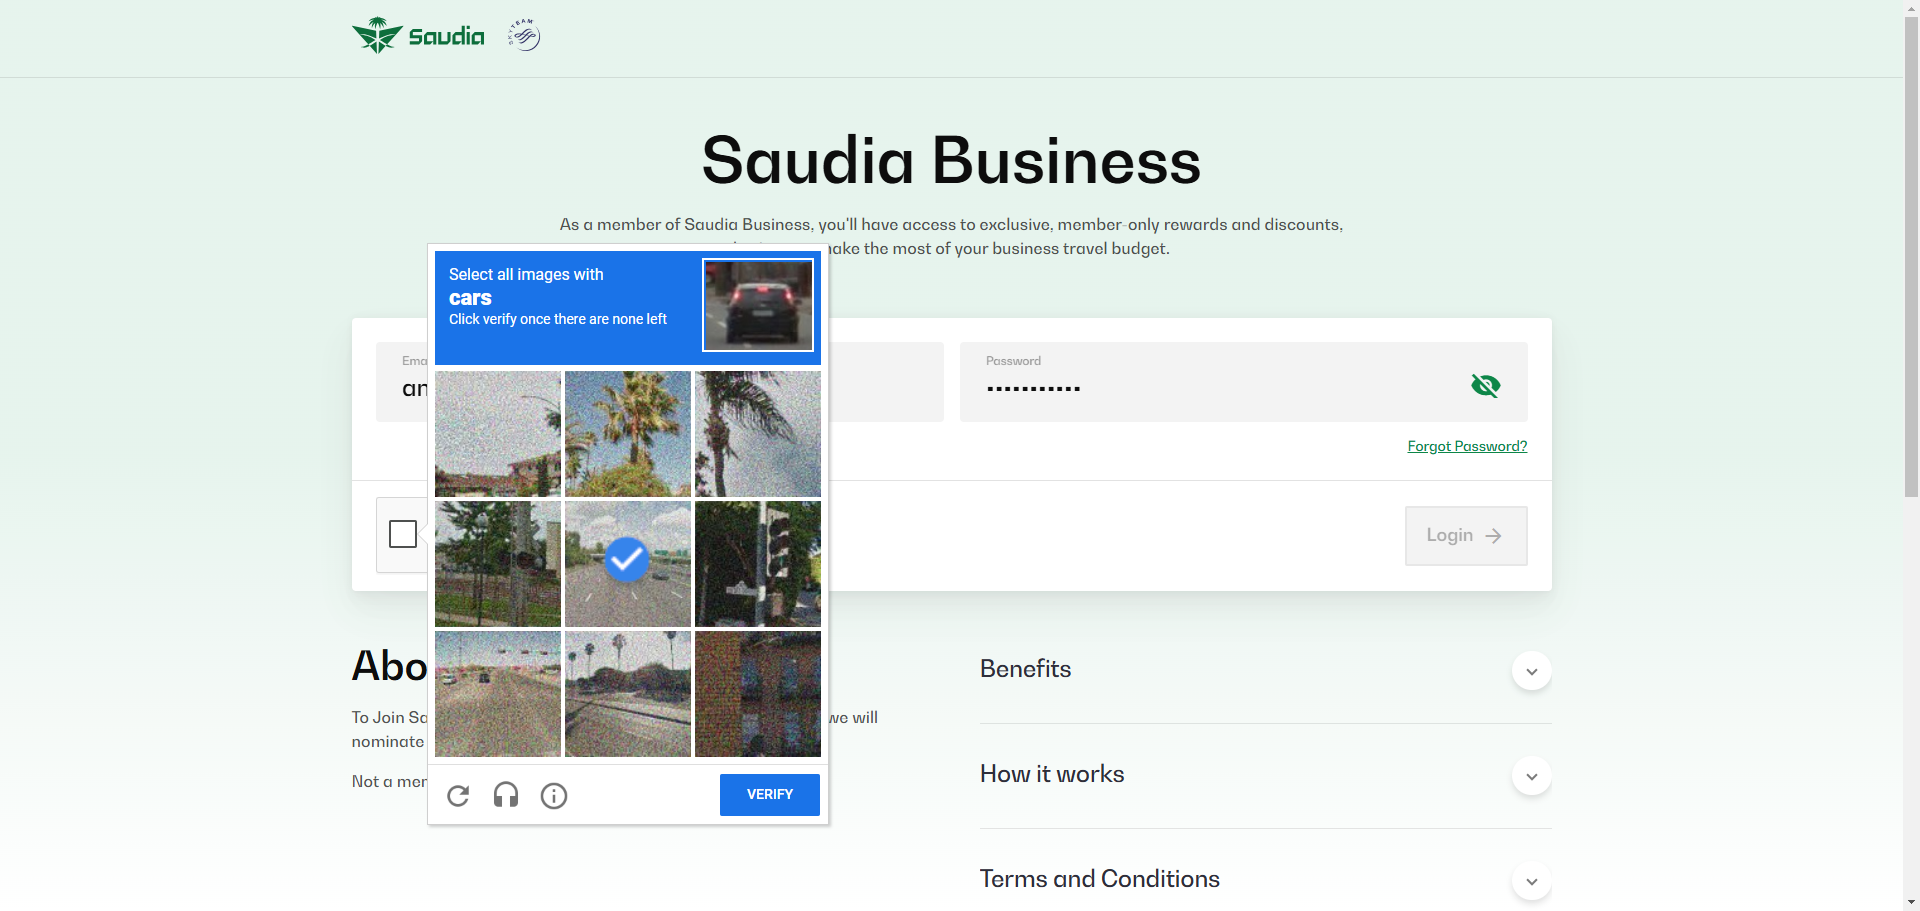 Saudia
SKYTEAM
Saudia Business
As a member of Saudia Business, you'll have access to exclusive, member-only rewards and discounts,
make the most of your business travel budget.
Select all images with
cars
Click verify once there are none left
Ema
an
Password
Forgot Password?
Login
VERIFY
Abo
To Join Sa
we will
nominate
Not a mer
Benefits
How it works
Terms and Conditions